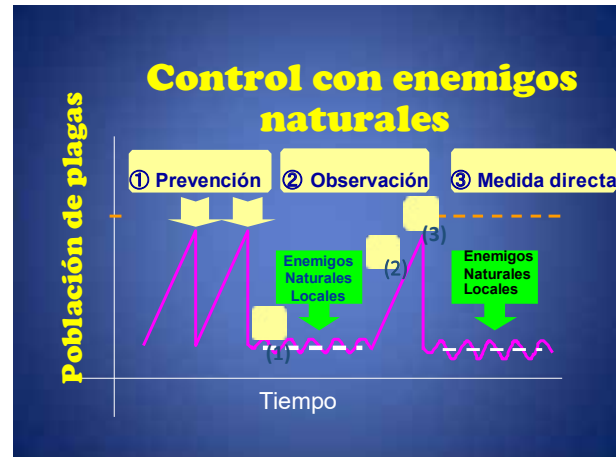 Control con enemigos
naturales
Población de plagas
① Prevención
② Observación
③ Medida directa
(3)
(2)
Enemigos
Naturales
Locales
Enemigos
Naturales
Locales
(1)
Tiempo